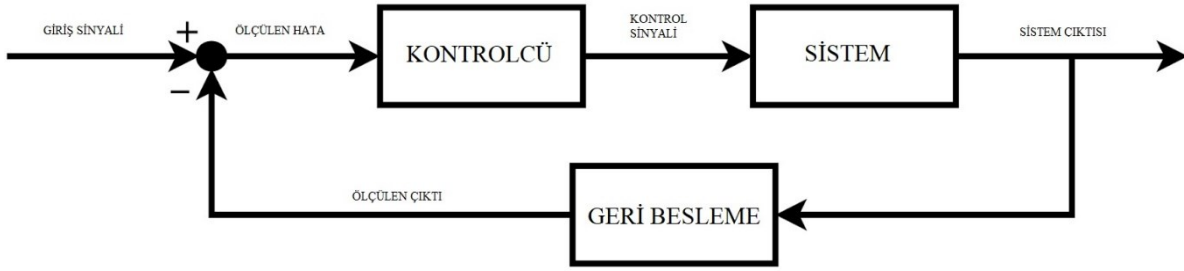 GİRİŞ SİNYALİ
+
ÖLÇÜLEN HATA
KONTROLCÜ
KONTROL
SİNYALİ
SİSTEM
SİSTEM ÇIKTISI
−
ÖLÇÜLEN ÇIKTI
GERİ BESLEME